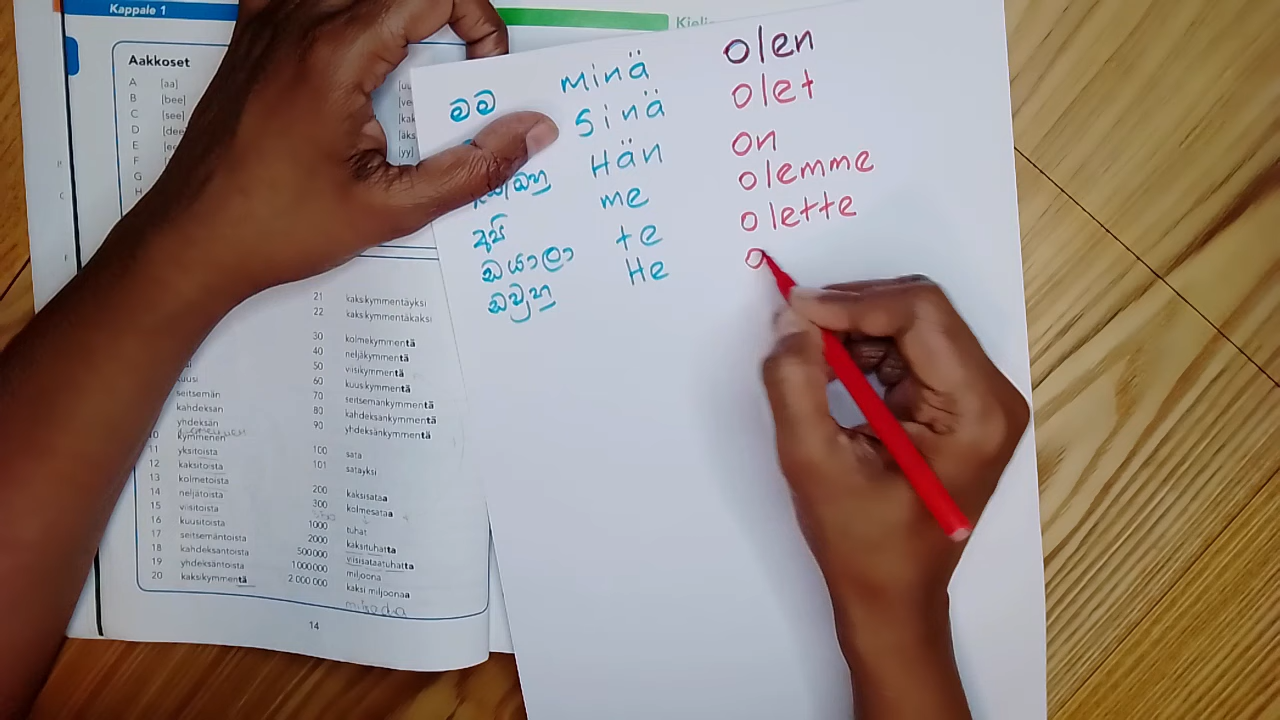 Kappale 1
Aakkoset
A [aa]
B [bee]
C [see]
D [dee
E
F
G
H
මම minä olen
sinä olet
Hän on
අපි me olemme
ඔයාලා te olette
ඔවුහු He o
21 kaksikymmentäyksi
22 kaksikymmentäkaksi
30 kolmekymmentä
40 neljäkymmentä
50 viisikymmentä
60 kuusikymmentä
70 seitsemänkymmentä
80 kahdeksankymmentä
90 yhdeksänkymmentä
100 sata
101 satayksi
200 kaksisataa
300 kolmesataa
1000 tuhat
2000 kaksituhatta
500 000 viisisataatuhatta
1 000 000 miljoona
2 000 000 kaksi miljoonaa
kuusi
seitsemän
kahdeksan
yhdeksän
10 kymmenen
11 yksitoista
12 kaksitoista
13 kolmetoista
14 neljätoista
15 viisitoista
16 kuusitoista
17 seitsemäntoista
18 kahdeksantoista
19 yhdeksäntoista
20 kaksikymmentä
14